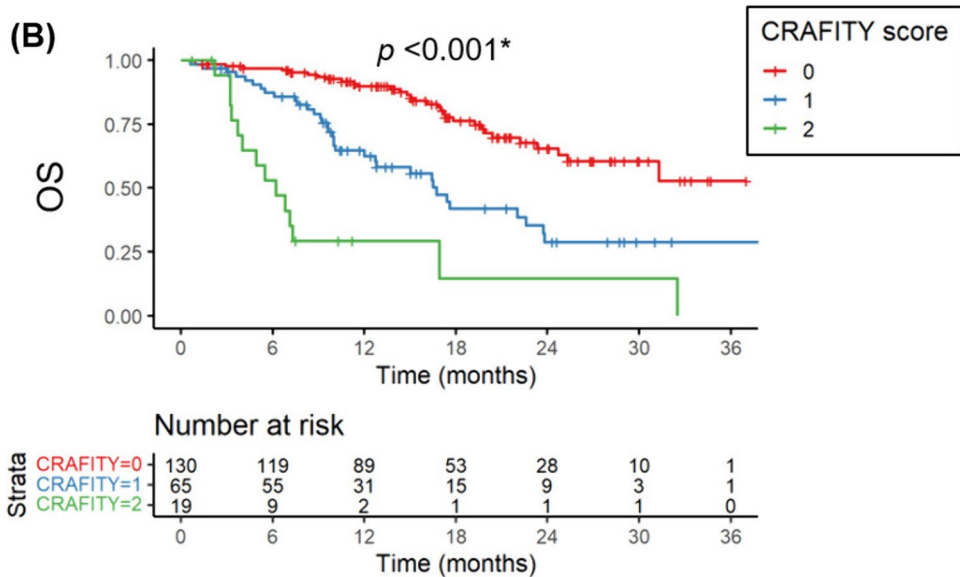 (B)
p <0.001*
CRAFITY score
0
1
2
OS
1.00
0.75
0.50
0.25
0.00
0 6 12 18 24 30 36
Time (months)
Number at risk
Strata
CRAFITY=0 130 119 89 53 28 10 1
CRAFITY=1 65 55 31 15 9 3 1
CRAFITY=2 19 9 2 1 1 1 0
0 6 12 18 24 30 36
Time (months)